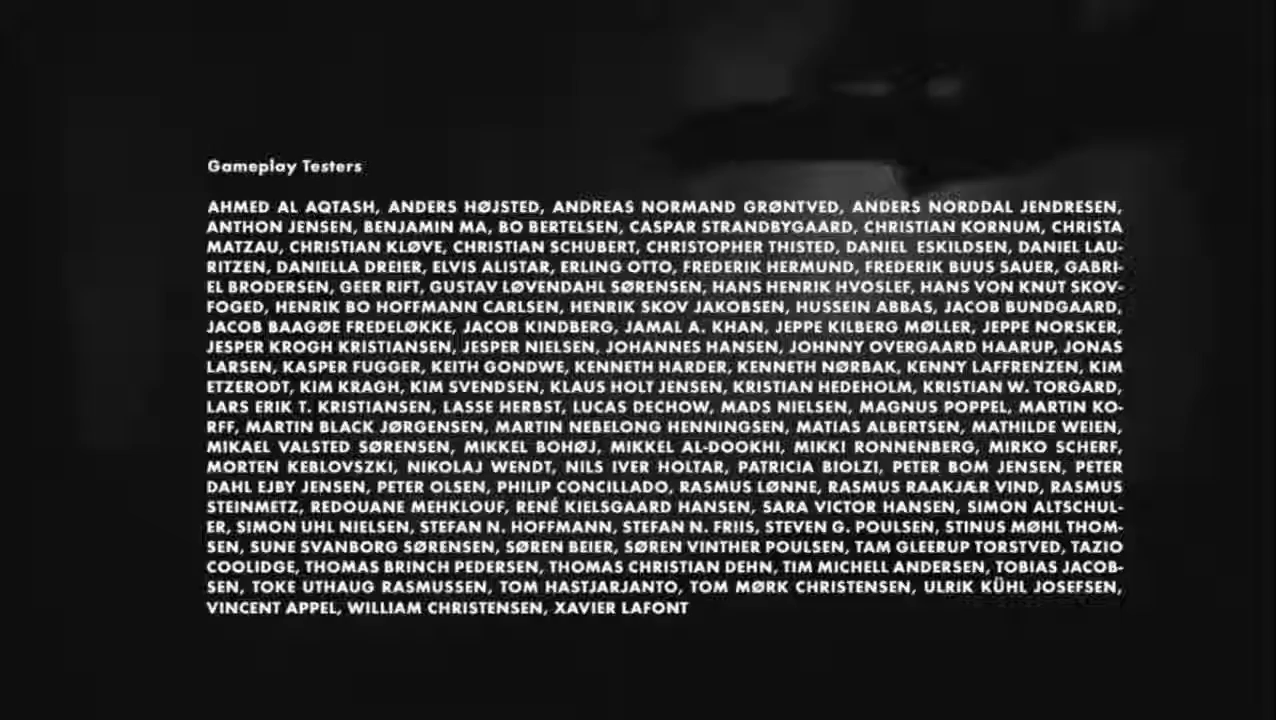 Gameplay Testers
AHMED AL AQTASH, ANDERS HØJSTED, ANDREAS NORMAND GRØNTVED, ANDERS NORDDAL JENDRESEN,
ANTHON JENSEN, BENJAMIN MA, BO BERTELSEN, CASPAR STRANDBYGAARD, CHRISTIAN KORNUM, CHRISTA
MATZAU, CHRISTIAN KLØVE, CHRISTIAN SCHUBERT, CHRISTOPHER THISTED, DANIEL ESKILDSEN, DANIEL LAU-
RITZEN, DANIELLA DREIER, ELVIS ALISTAR, ERLING OTTO, FREDERIK HERMUND, FREDERIK BUUS SAUER, GABRI-
EL BRODERSEN, GEER RIFT, GUSTAV LØVENDAHL SØRENSEN, HANS HENRIK HVOSLEF, HANS VON KNUT SKOV-
FOGED, HENRIK BO HOFFMANN CARLSEN, HENRIK SKOV JAKOBSEN, HUSSEIN ABBAS, JACOB BUNDGAARD,
JACOB BAAGØE FREDELØKKE, JACOB KINDBERG, JAMAL A. KHAN, JEPPE KILBERG MØLLER, JEPPE NORSKER,
JESPER KROGH KRISTIANSEN, JESPER NIELSEN, JOHANNES HANSEN, JOHNNY OVERGAARD HAARUP, JONAS
LARSEN, KASPER FUGGER, KEITH GONDWE, KENNETH HARDER, KENNETH NØRBAK, KENNY LAFFRENZEN, KIM
ETZERODT, KIM KRAGH, KIM SVENDSEN, KLAUS HOLT JENSEN, KRISTIAN HEDEHOLM, KRISTIAN W. TORGARD,
LARS ERIK T. KRISTIANSEN, LASSE HERBST, LUCAS DECHOW, MADS NIELSEN, MAGNUS POPPEL, MARTIN KO-
RFF, MARTIN BLACK JØRGENSEN, MARTIN NEBELONG HENNINGSEN, MATIAS ALBERTSEN, MATHILDE WEIEN,
MIKAEL VALSTED SØRENSEN, MIKKEL BOHØJ, MIKKEL AL-DOOKHI, MIKKI RONNENBERG, MIRKO SCHERF,
MORTEN KEBLOVSZKI, NIKOLAJ WENDT, NILS IVER HOLTAR, PATRICIA BIOLZI, PETER BOM JENSEN, PETER
DAHL EJBY JENSEN, PETER OLSEN, PHILIP CONCILLADO, RASMUS LØNNE, RASMUS RAAKJÆR VIND, RASMUS
STEINMETZ, REDOUANE MEHKLOUF, RENÉ KIELSGAARD HANSEN, SARA VICTOR HANSEN, SIMON ALTSCHUL-
ER, SIMON UHL NIELSEN, STEFAN N. HOFFMANN, STEFAN N. FRIIS, STEVEN G. POULSEN, STINUS MØHL THOM-
SEN, SUNE SVANBORG SØRENSEN, SØREN BEIER, SØREN VINTHER POULSEN, TAM GLEERUP TORSTVED, TAZIO
COOLIDGE, THOMAS BRINCH PEDERSEN, THOMAS CHRISTIAN DEHN, TIM MICHELL ANDERSEN, TOBIAS JACOB-
SEN, TOKE UTHAUG RASMUSSEN, TOM HASTJARJANTO, TOM MØRK CHRISTENSEN, ULRIK KÜHL JOSEFSEN,
VINCENT APPEL, WILLIAM CHRISTENSEN, XAVIER LAFONT